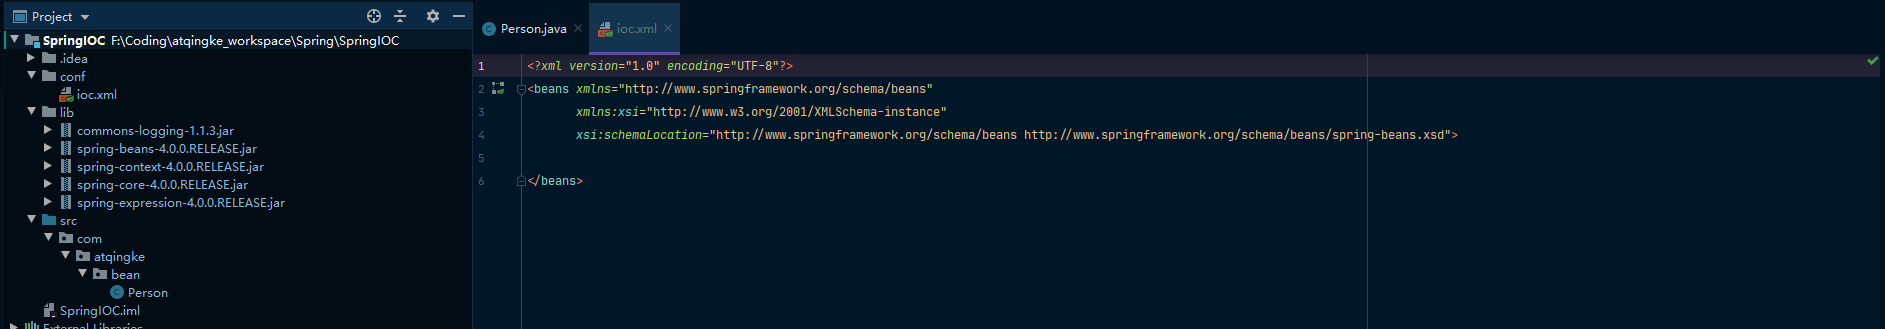 Project
SpringIOC F:\Coding\atqingke_workspace\Spring\SpringIOC
.idea
conf
ioc.xml
lib
commons-logging-1.1.3.jar
spring-beans-4.0.0.RELEASE.jar
spring-context-4.0.0.RELEASE.jar
spring-core-4.0.0.RELEASE.jar
spring-expression-4.0.0.RELEASE.jar
src
com
atqingke
bean
Person
SpringIOC.iml
External Libraries
Person.java
ioc.xml
1 <?xml version="1.0" encoding="UTF-8"?>
2 <beans xmlns="http://www.springframework.org/schema/beans"
3 xmlns:xsi="http://www.w3.org/2001/XMLSchema-instance"
4 xsi:schemaLocation="http://www.springframework.org/schema/beans http://www.springframework.org/schema/beans/spring-beans.xsd">
5
6 </beans>